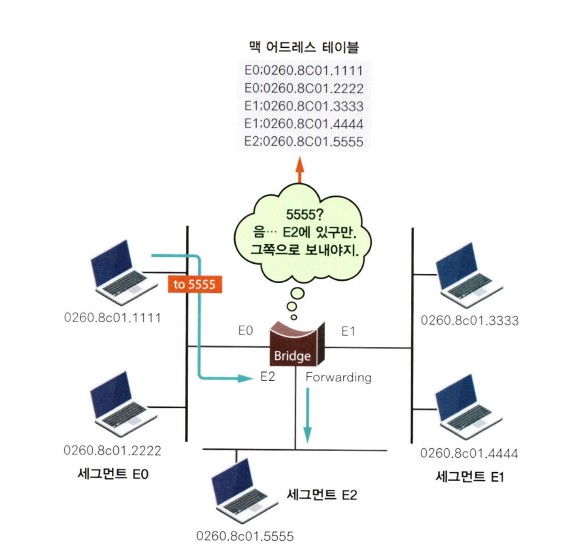 맥 어드레스 테이블
E0;0260.8C01.1111
E0;0260.8C01.2222
E1;0260.8C01.3333
E1;0260.8C01.4444
E2;0260.8C01.5555
5555?
음… E2에 있구만.
그쪽으로 보내야지.
to 5555
0260.8c01.1111
0260.8c01.3333
E0
E1
Bridge
E2
Forwarding
0260.8c01.2222
0260.8c01.4444
세그먼트 E0
세그먼트 E1
세그먼트 E2
0260.8c01.5555